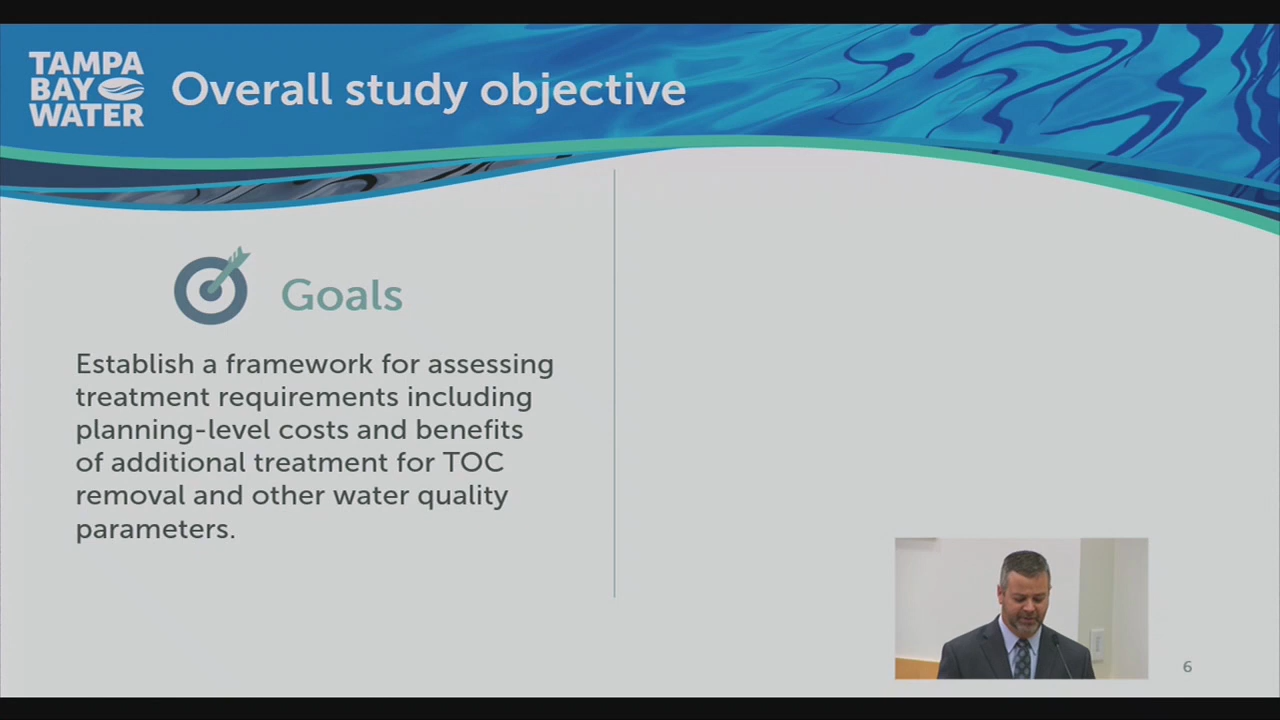 TAMPA
BAY
WATER
Overall study objective
Goals
Establish a framework for assessing
treatment requirements including
planning-level costs and benefits
of additional treatment for TOC
removal and other water quality
parameters.
6